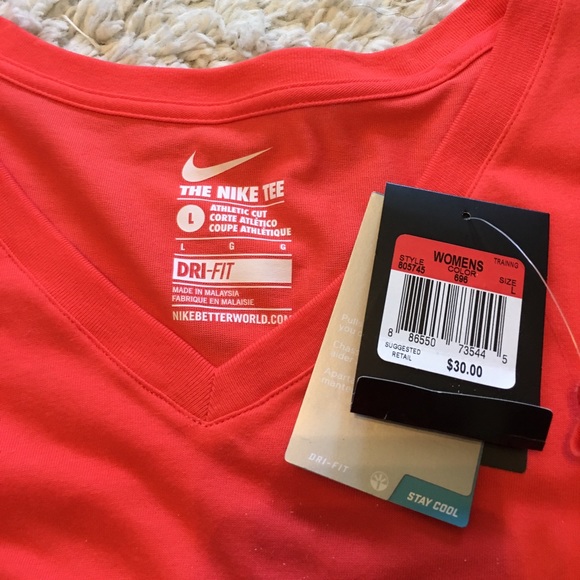 THE NIKE TEE
L
ATHLETIC CUT
CORTE ATLÉTICO
COUPE ATHLÉTIQUE
L G G
DRI-FIT
MADE IN MALAYSIA
FABRIQUE EN MALAISIE
NIKEBETTERWORLD.COM
WOMENS
TRAINING
STYLE
805745
COLOR
696
SIZE
L
8 86550 73544 5
SUGGESTED
RETAIL
$30.00
DRI-FIT
STAY COOL